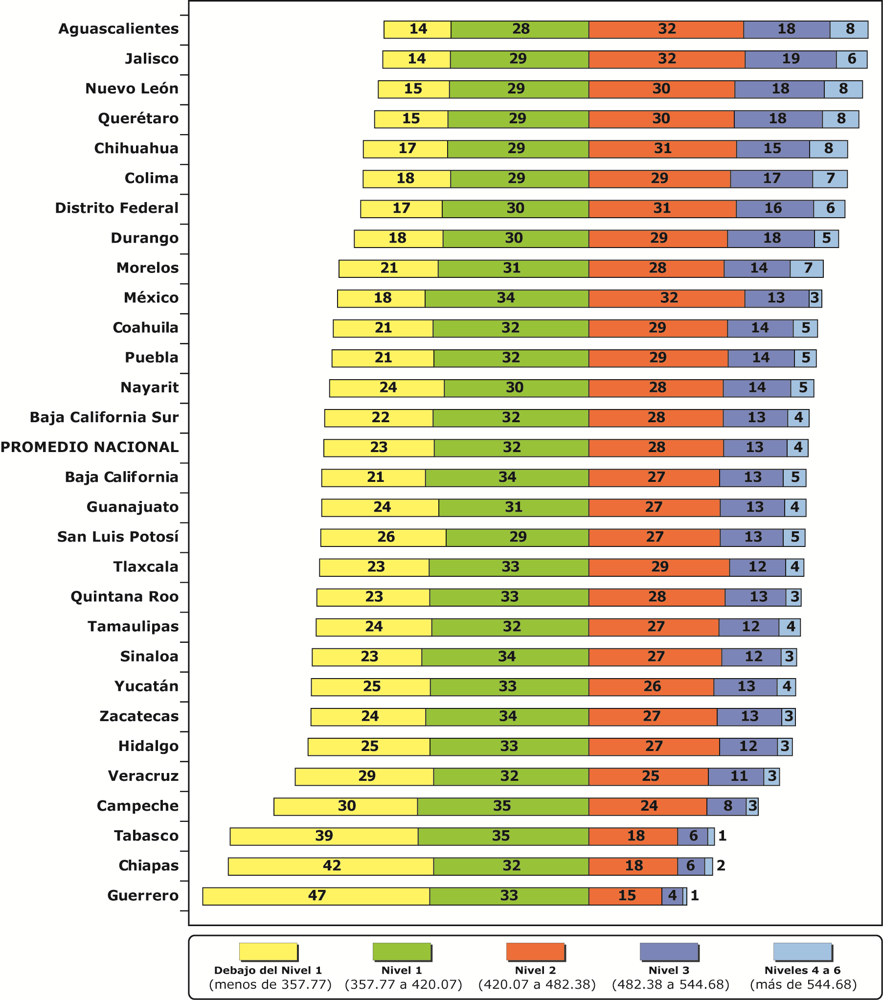 Aguascalientes 14 28 32 18 8
Jalisco 14 29 32 19 6
Nuevo León 15 29 30 18 8
Querétaro 15 29 30 18 8
Chihuahua 17 29 31 15 8
Colima 18 29 29 17 7
Distrito Federal 17 30 31 16 6
Durango 18 30 29 18 5
Morelos 21 31 28 14 7
México 18 34 32 13 3
Coahuila 21 32 29 14 5
Puebla 21 32 29 14 5
Nayarit 24 30 28 14 5
Baja California Sur 22 32 28 13 4
PROMEDIO NACIONAL 23 32 28 13 4
Baja California 21 34 27 13 5
Guanajuato 24 31 27 13 4
San Luis Potosí 26 29 27 13 5
Tlaxcala 23 33 29 12 4
Quintana Roo 23 33 28 13 3
Tamaulipas 24 32 27 12 4
Sinaloa 23 34 27 12 3
Yucatán 25 33 26 13 4
Zacatecas 24 34 27 13 3
Hidalgo 25 33 27 12 3
Veracruz 29 32 25 11 3
Campeche 30 35 24 8 3
Tabasco 39 35 18 6 1
Chiapas 42 32 18 6 2
Guerrero 47 33 15 4 1
Debajo del Nivel 1 Nivel 1 Nivel 2 Nivel 3 Niveles 4 a 6
(menos de 357.77) (357.77 a 420.07) (420.07 a 482.38) (482.38 a 544.68) (más de 544.68)